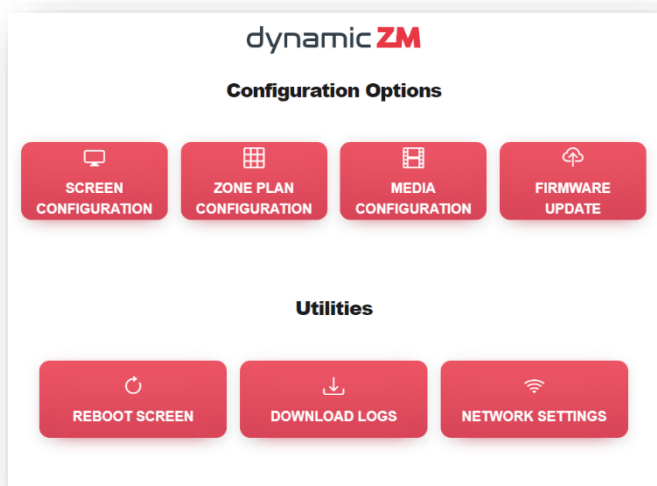 dynamic ZM
Configuration Options
SCREEN
CONFIGURATION
ZONE PLAN
CONFIGURATION
MEDIA
CONFIGURATION
FIRMWARE
UPDATE
Utilities
REBOOT SCREEN
DOWNLOAD LOGS
NETWORK SETTINGS